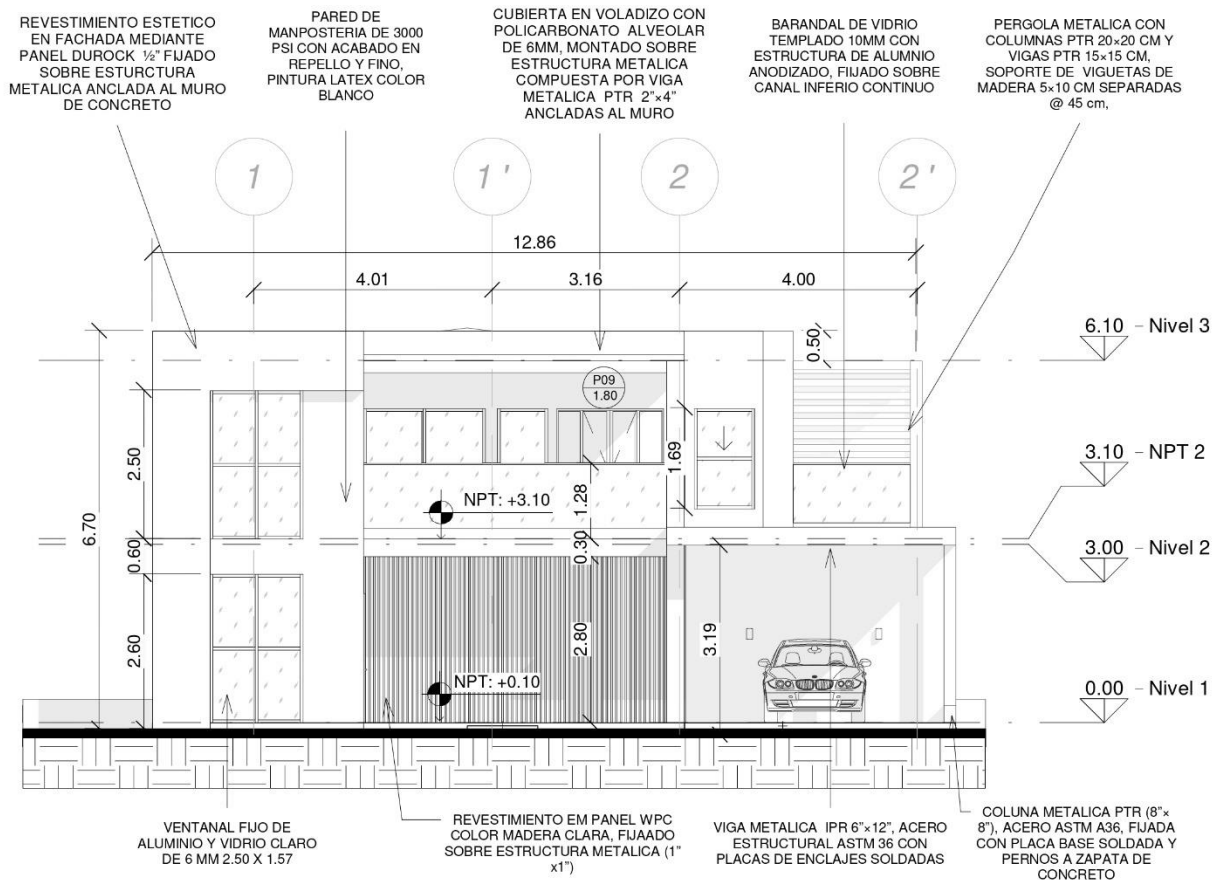 REVESTIMIENTO ESTETICO
EN FACHADA MEDIANTE
PANEL DUROCK ½" FIJADO
SOBRE ESTURCTURA
METALICA ANCLADA AL MURO
DE CONCRETO
PARED DE
MANPOSTERIA DE 3000
PSI CON ACABADO EN
REPELLO Y FINO,
PINTURA LATEX COLOR
BLANCO
CUBIERTA EN VOLADIZO CON
POLICARBONATO ALVEOLAR
DE 6MM, MONTADO SOBRE
ESTRUCTURA METALICA
COMPUESTA POR VIGA
METALICA PTR 2"×4"
ANCLADAS AL MURO
BARANDAL DE VIDRIO
TEMPLADO 10MM CON
ESTRUCTURA DE ALUMNIO
ANODIZADO, FIIJADO SOBRE
CANAL INFERIO CONTINUO
PERGOLA METALICA CON
COLUMNAS PTR 20×20 CM Y
VIGAS PTR 15×15 CM,
SOPORTE DE VIGUETAS DE
MADERA 5×10 CM SEPARADAS
@ 45 cm,
1
1'
2
2'
12.86
4.01
3.16
4.00
6.10 - Nivel 3
0.50
P09
1.80
2.50
1.69
3.10 - NPT 2
NPT: +3.10
1.28
6.70
0.60
0.30
3.00 - Nivel 2
2.60
2.80
3.19
NPT: +0.10
0.00 - Nivel 1
VENTANAL FIJO DE
ALUMINIO Y VIDRIO CLARO
DE 6 MM 2.50 X 1.57
REVESTIMIENTO EM PANEL WPC
COLOR MADERA CLARA, FIJAADO
SOBRE ESTRUCTURA METALICA (1"
x1")
VIGA METALICA IPR 6"×12", ACERO
ESTRUCTURAL ASTM 36 CON
PLACAS DE ENCLAJES SOLDADAS
COLUNA METALICA PTR (8"×
8"), ACERO ASTM A36, FIJADA
CON PLACA BASE SOLDADA Y
PERNOS A ZAPATA DE
CONCRETO